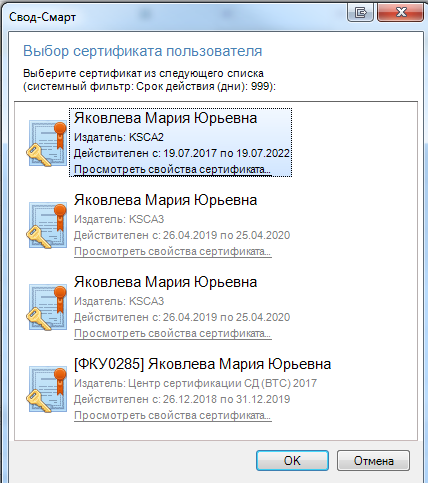 Свод-Смарт
Выбор сертификата пользователя
Выберите сертификат из следующего списка
(системный фильтр: Срок действия (дни): 999):
Яковлева Мария Юрьевна
Издатель: KSCA2
Действителен с: 19.07.2017 по 19.07.2022
Просмотреть свойства сертификата...
Яковлева Мария Юрьевна
Издатель: KSCA3
Действителен с: 26.04.2019 по 25.04.2020
Просмотреть свойства сертификата...
Яковлева Мария Юрьевна
Издатель: KSCA3
Действителен с: 26.04.2019 по 25.04.2020
Просмотреть свойства сертификата...
[ФКУ0285] Яковлева Мария Юрьевна
Издатель: Центр сертификации СД (ВТС) 2017
Действителен с: 26.12.2018 по 31.12.2019
Просмотреть свойства сертификата...
OK
Отмена